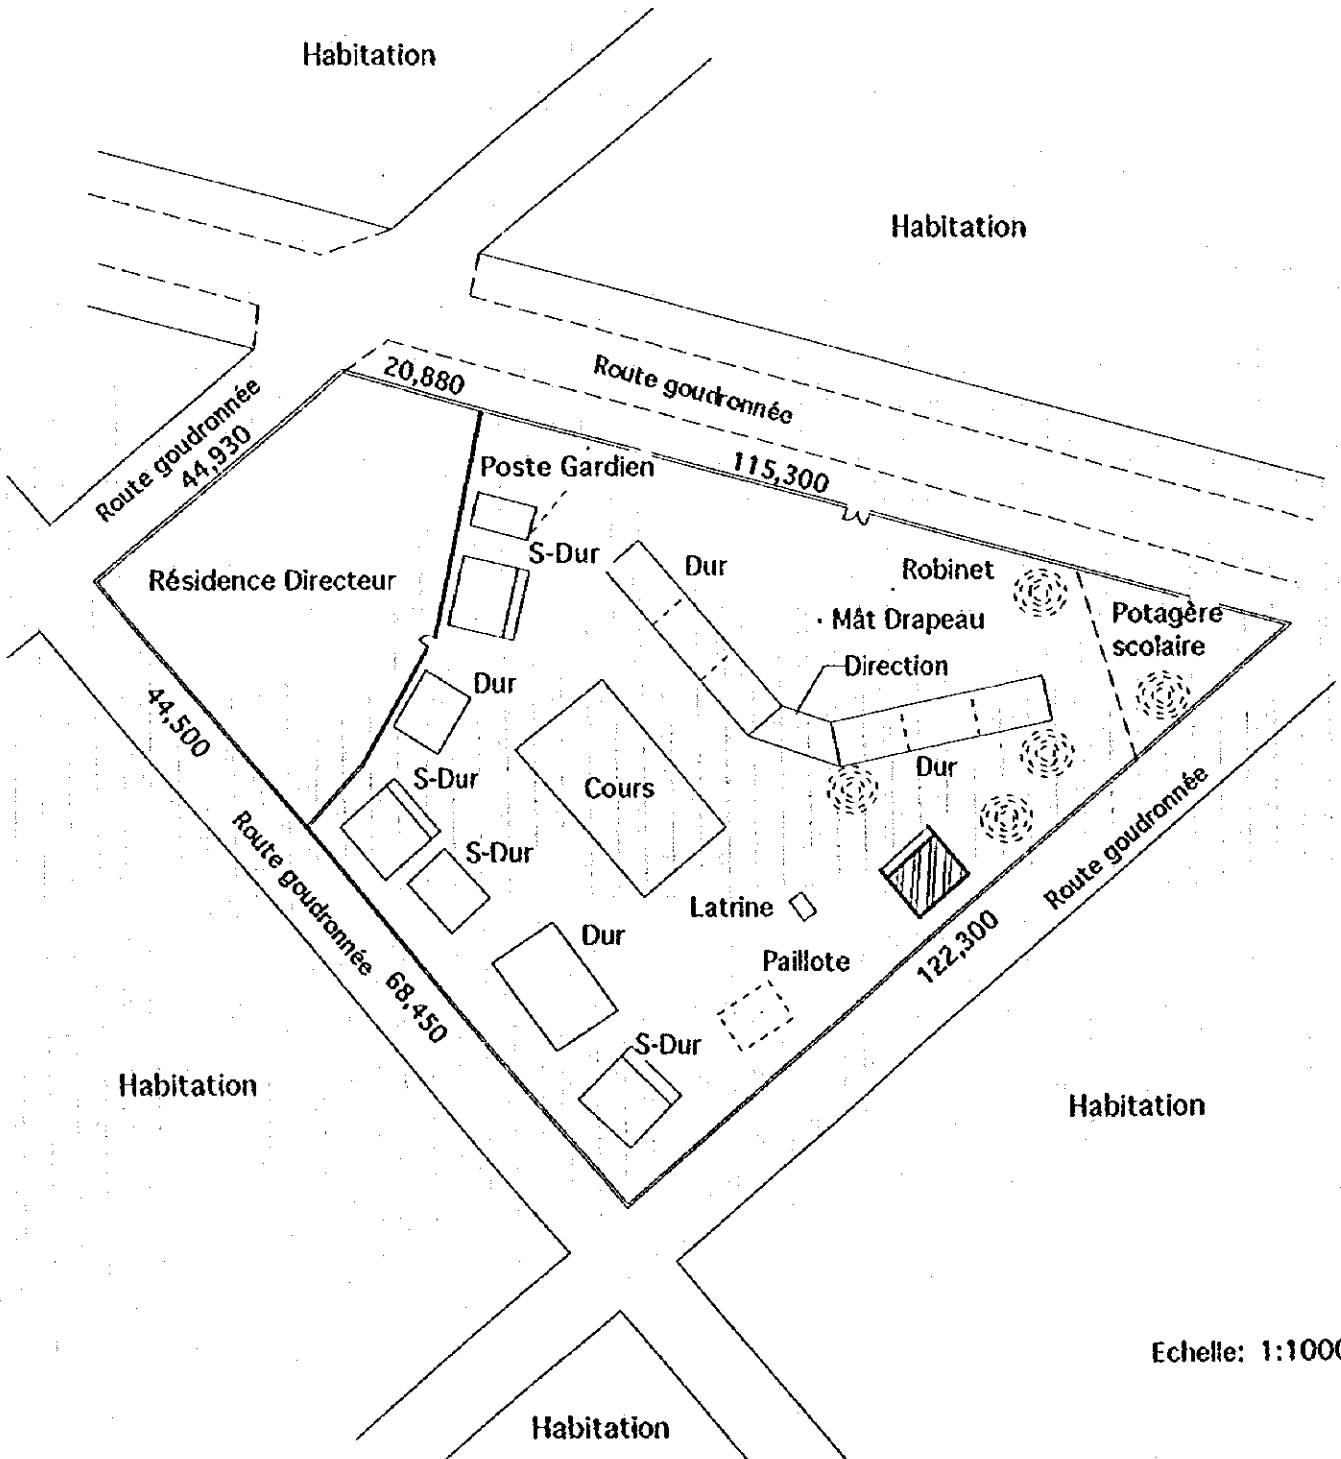 Habitation
Habitation
Route goudronnée
20,880
Route goudronnée
44,930
115,300
Poste Gardien
S-Dur
Dur
Robinet
Résidence Directeur
Mât Drapeau
Potagère
scolaire
Direction
Dur
44,500
S-Dur
Cours
Dur
Route goudronnée
S-Dur
Route goudronnée
Latrine
Dur
122,300
Paillote
68,450
S-Dur
Habitation
Habitation
Echelle: 1:1000
Habitation